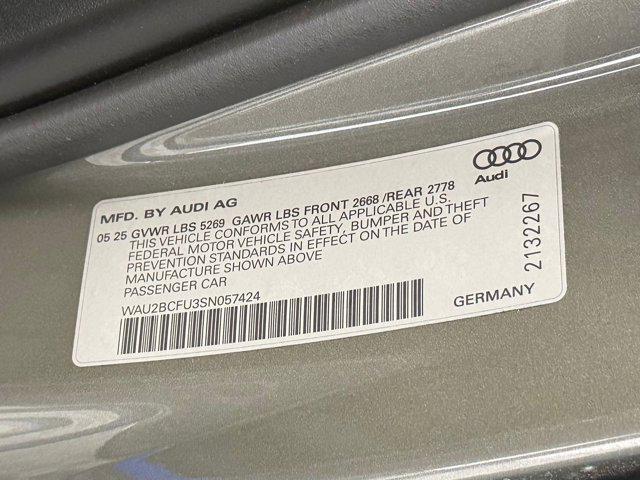 Audi
MFD. BY AUDI AG
05 25 GVWR LBS 5269 GAWR LBS FRONT 2668 /REAR 2778
THIS VEHICLE CONFORMS TO ALL APPLICABLE U.S.
FEDERAL MOTOR VEHICLE SAFETY, BUMPER AND THEFT
PREVENTION STANDARDS IN EFFECT ON THE DATE OF
MANUFACTURE SHOWN ABOVE
PASSENGER CAR
WAU2BCFU3SN057424
GERMANY
2132267